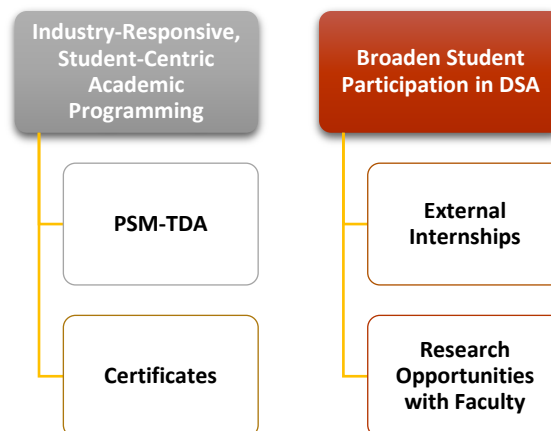 Industry-Responsive,
Student-Centric
Academic
Programming
PSM-TDA
Certificates
Broaden Student
Participation in DSA
External
Internships
Research
Opportunities
with Faculty